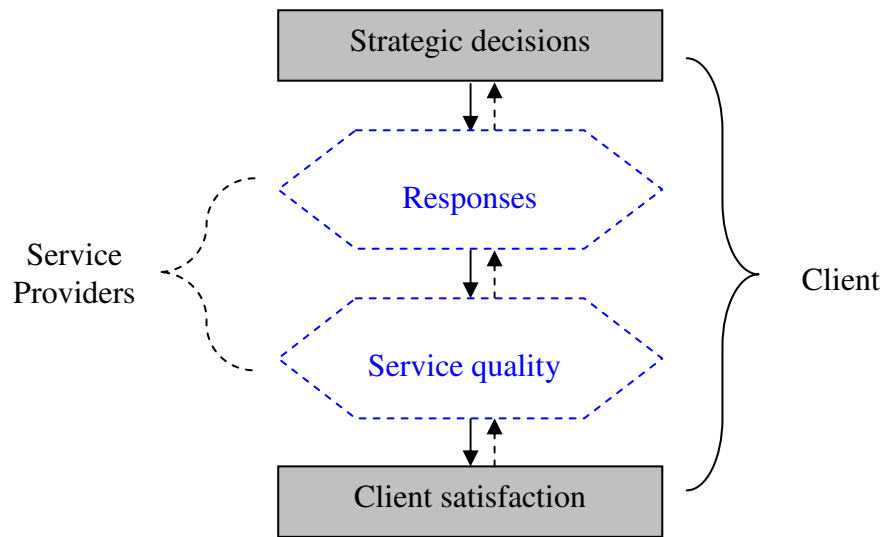 Strategic decisions
Responses
Service
Providers
Client
Service quality
Client satisfaction